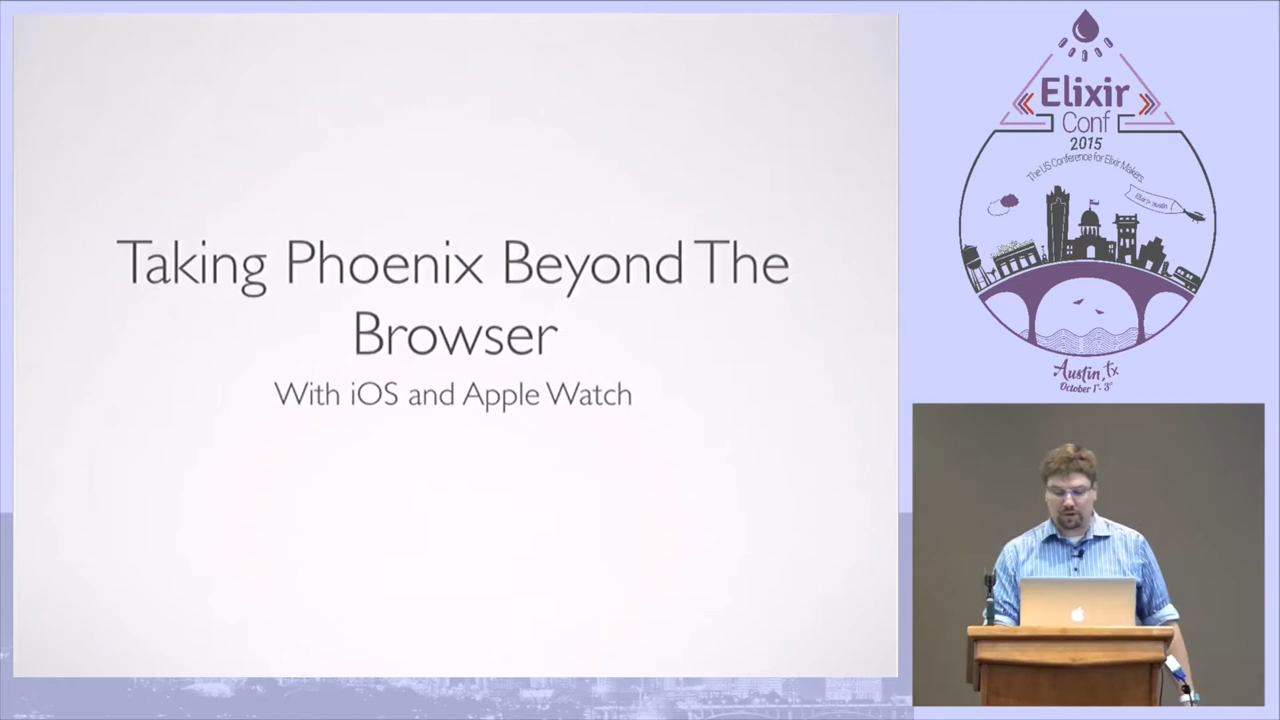 Taking Phoenix Beyond The
Browser
With iOS and Apple Watch
Elixir
Conf
2015
The US Conference for Elixir Makers
Austin, tx
October 1st - 3rd